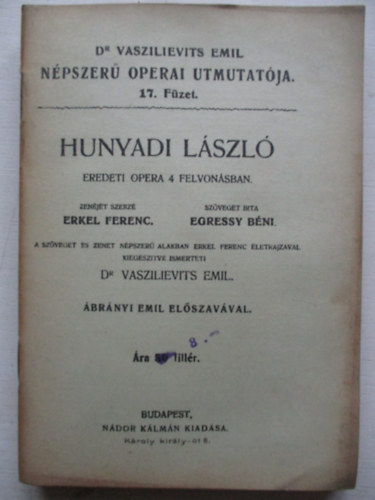 Dr VASZILIEVITS EMIL
NÉPSZERŰ OPERAI UTMUTATÓJA.
17. Füzet.
HUNYADI LÁSZLÓ
EREDETI OPERA 4 FELVONÁSBAN.
ZENÉJÉT SZERZÉ SZÖVEGÉT IRTA
ERKEL FERENC. EGRESSY BÉNI.
A SZÖVEGET ÉS ZENÉT NÉPSZERŰ ALAKBAN ERKEL FERENC ÉLETRAJZÁVAL
KIEGÉSZITVE ISMERTETI
Dr VASZILIEVITS EMIL.
ÁBRÁNYI EMIL ELŐSZAVÁVAL.
8.-
Ára fillér.
BUDAPEST,
NÁDOR KÁLMÁN KIADÁSA.
Károly király-út 8.